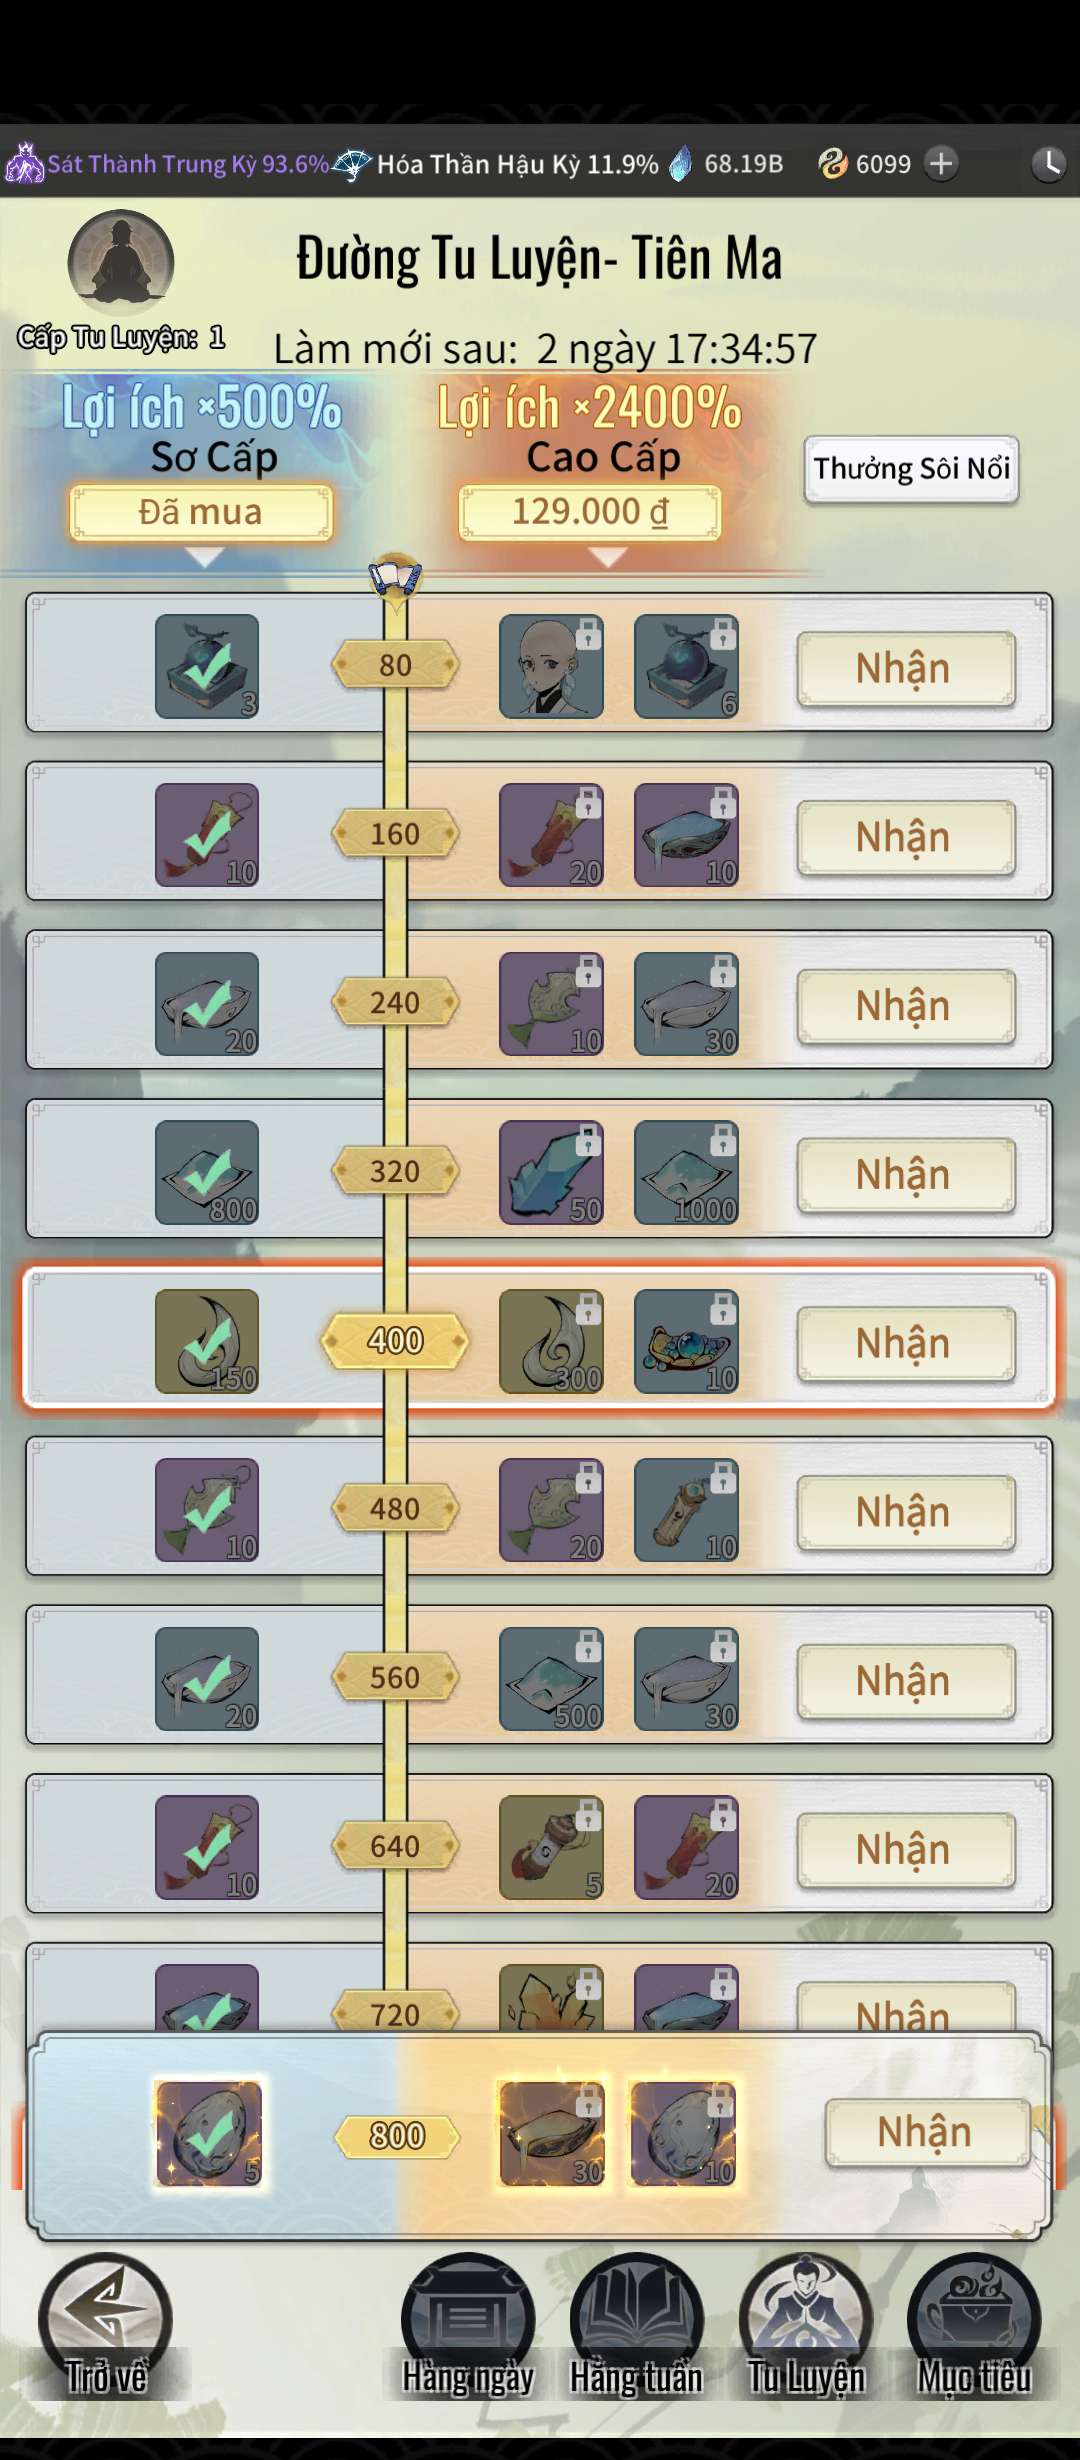 Sát Thành Trung Kỳ 93.6% Hóa Thần Hậu Kỳ 11.9% 68.19B 6099
Đường Tu Luyện- Tiên Ma
Cấp Tu Luyện: 1
Làm mới sau: 2 ngày 17:34:57
Lợi ích ×500% Lợi ích ×2400%
Sơ Cấp Cao Cấp
Thưởng Sôi Nổi
Đã mua 129.000 ₫
3 80 6 Nhận
10 160 20 10 Nhận
20 240 10 30 Nhận
800 320 50 1000 Nhận
150 400 300 10 Nhận
10 480 20 10 Nhận
20 560 500 30 Nhận
10 640 5 20 Nhận
720 Nhận
5 800 30 10 Nhận
Trở về Hằng ngày Hằng tuần Tu Luyện Mục tiêu